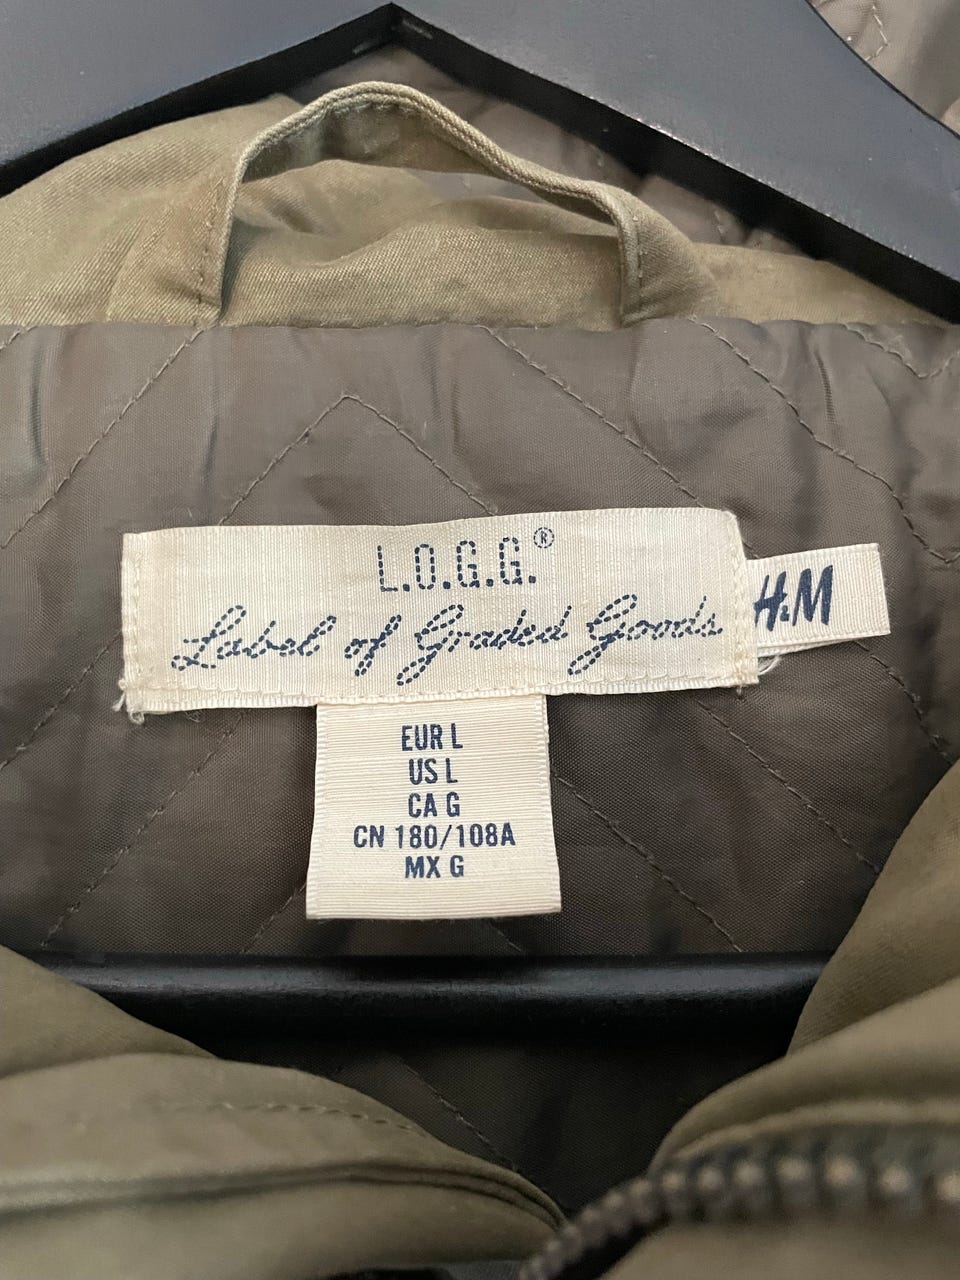 L.O.G.G.®
Label of Graded Goods
H&M
EUR L
US L
CA G
CN 180/108A
MX G